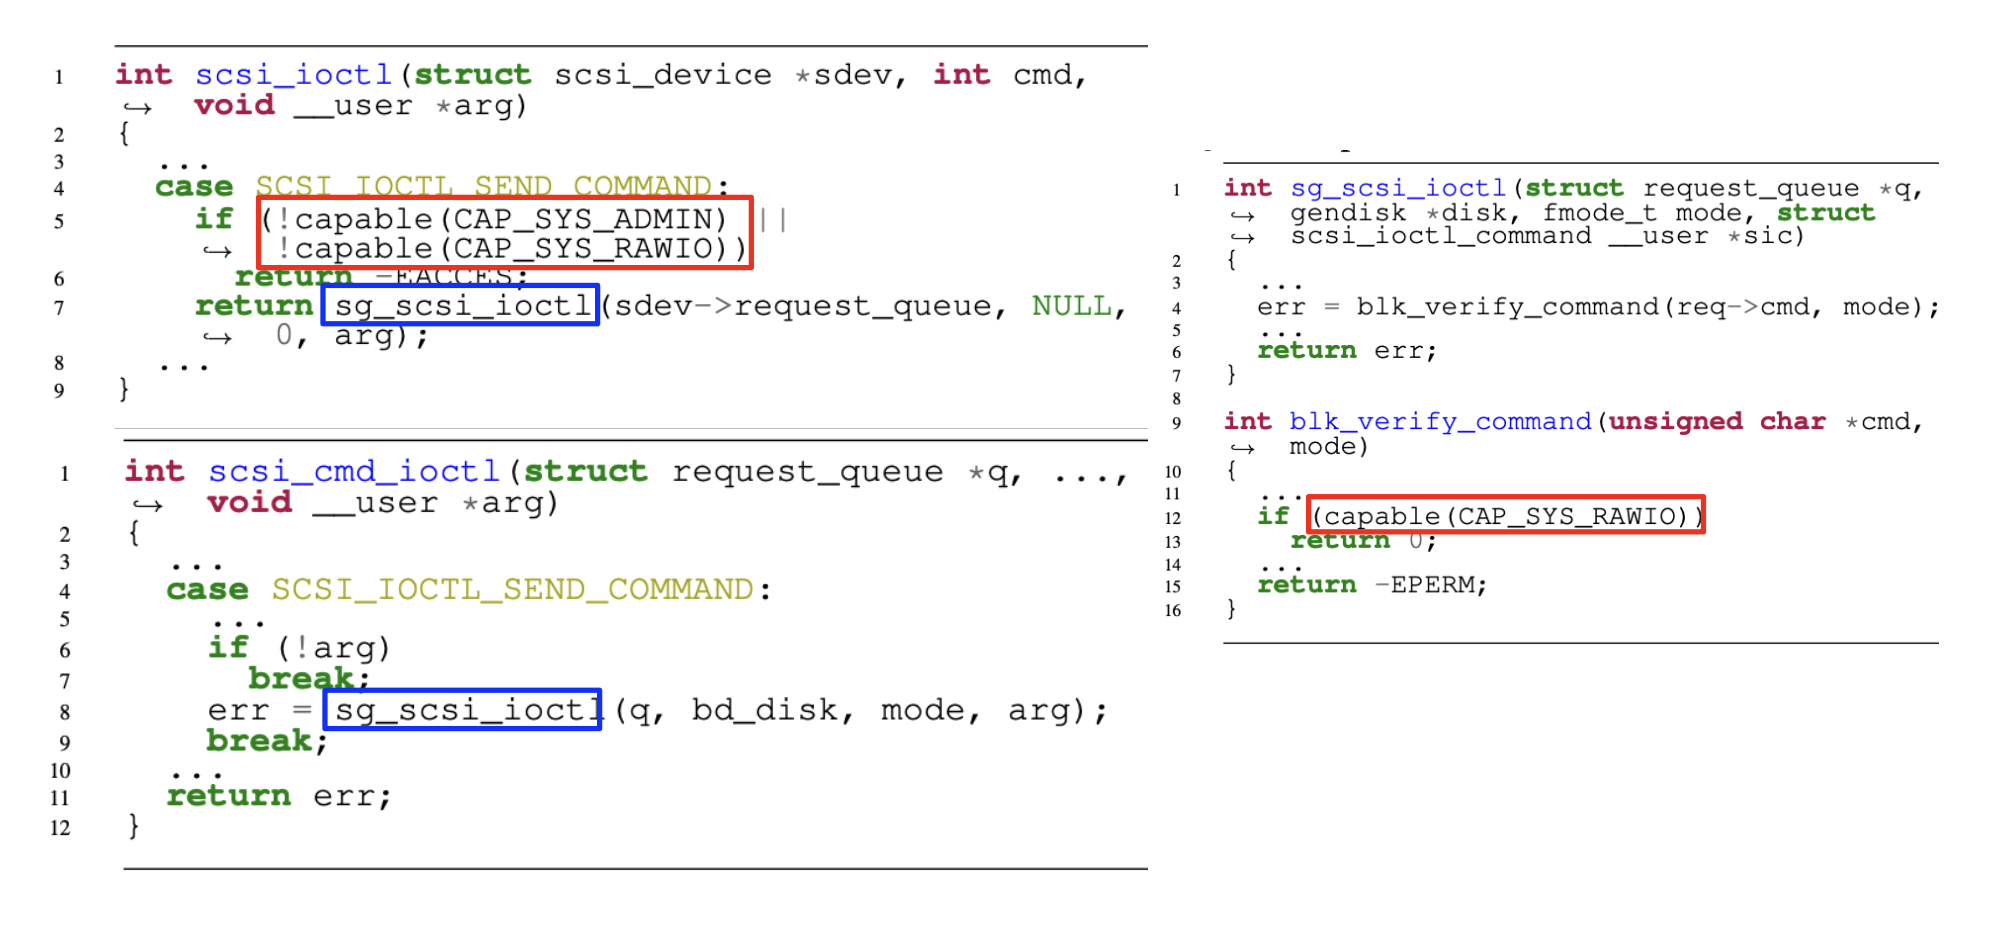 1 int scsi_ioctl(struct scsi_device *sdev, int cmd,
↪ void __user *arg)
2 {
3 ...
4 case SCSI_IOCTL_SEND_COMMAND:
5 if (!capable(CAP_SYS_ADMIN) ||
↪ !capable(CAP_SYS_RAWIO))
6 return -EACCES;
7 return sg_scsi_ioctl(sdev->request_queue, NULL,
↪ 0, arg);
8 ...
9 }
1 int scsi_cmd_ioctl(struct request_queue *q, ...,
↪ void __user *arg)
2 {
3 ...
4 case SCSI_IOCTL_SEND_COMMAND:
5 ...
6 if (!arg)
7 break;
8 err = sg_scsi_ioctl(q, bd_disk, mode, arg);
9 break;
10 ...
11 return err;
12 }
1 int sg_scsi_ioctl(struct request_queue *q,
↪ gendisk *disk, fmode_t mode, struct
↪ scsi_ioctl_command __user *sic)
2 {
3 ...
4 err = blk_verify_command(req->cmd, mode);
5 ...
6 return err;
7 }
8
9 int blk_verify_command(unsigned char *cmd,
↪ mode)
10 {
11 ...
12 if (capable(CAP_SYS_RAWIO))
13 return 0;
14 ...
15 return -EPERM;
16 }